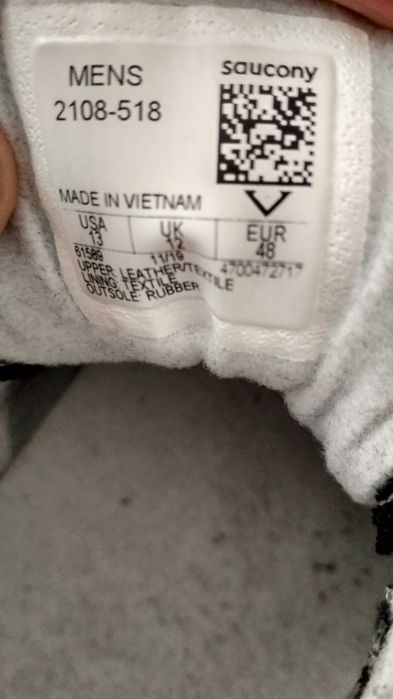 MENS
saucony
2108-518
MADE IN VIETNAM
USA UK EUR
13 12 48
61589 11/19 4700472717
UPPER: LEATHER/TEXTILE
LINING: TEXTILE
OUTSOLE: RUBBER